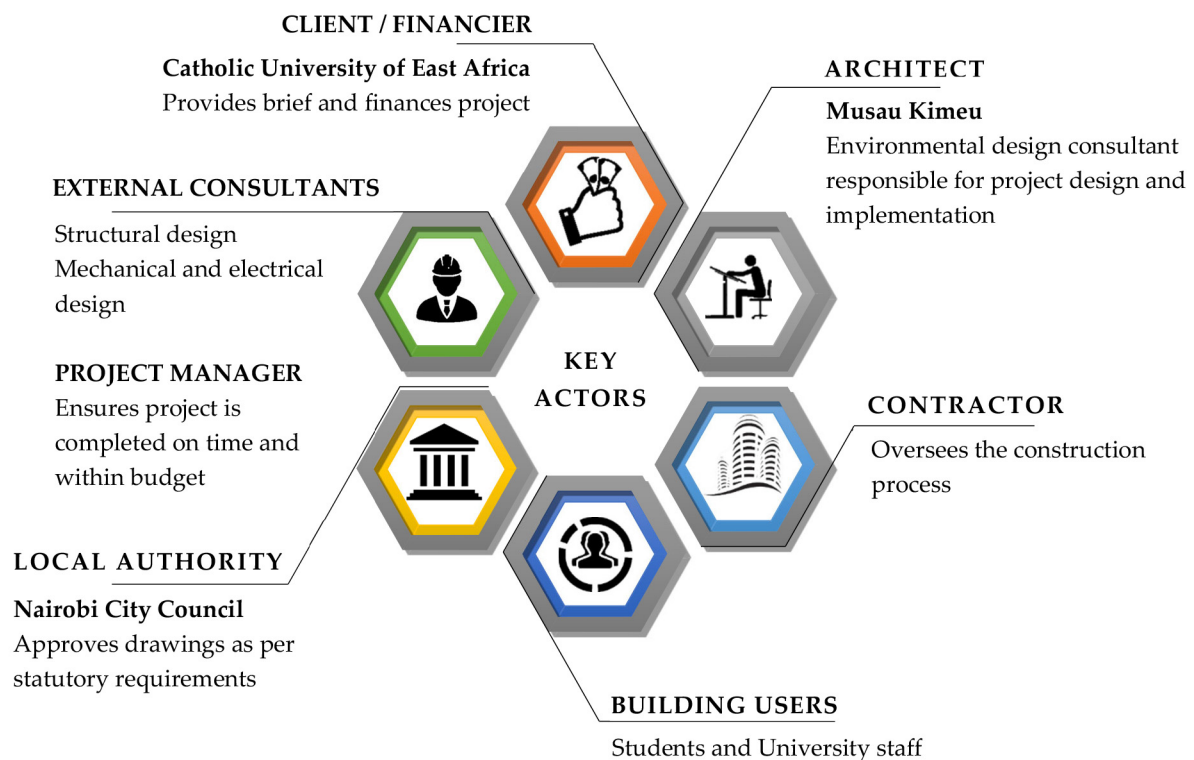 CLIENT / FINANCIER
Catholic University of East Africa
Provides brief and finances project
ARCHITECT
Musau Kimeu
Environmental design consultant
responsible for project design and
implementation
EXTERNAL CONSULTANTS
Structural design
Mechanical and electrical
design
KEY
ACTORS
PROJECT MANAGER
Ensures project is
completed on time and
within budget
CONTRACTOR
Oversees the construction
process
LOCAL AUTHORITY
Nairobi City Council
Approves drawings as per
statutory requirements
BUILDING USERS
Students and University staff